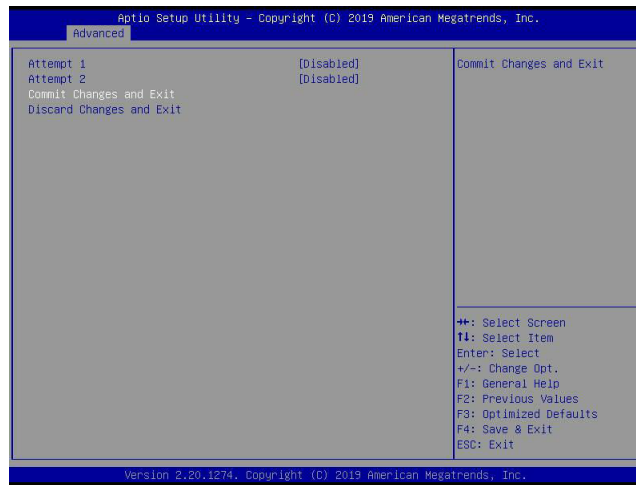 Aptio Setup Utility – Copyright (C) 2019 American Megatrends, Inc.
Advanced
Attempt 1 [Disabled]
Attempt 2 [Disabled]
Commit Changes and Exit
Discard Changes and Exit
Commit Changes and Exit
→←: Select Screen
↑↓: Select Item
Enter: Select
+/-: Change Opt.
F1: General Help
F2: Previous Values
F3: Optimized Defaults
F4: Save & Exit
ESC: Exit
Version 2.20.1274. Copyright (C) 2019 American Megatrends, Inc.